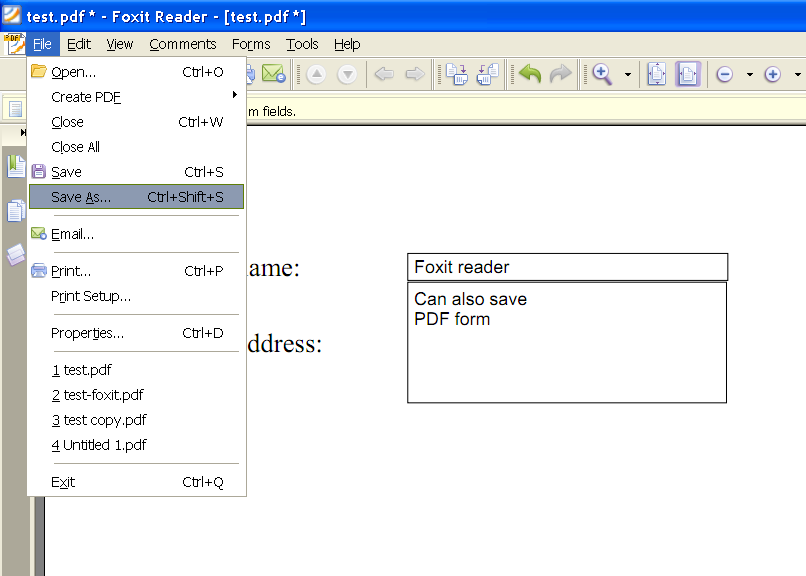 test.pdf * - Foxit Reader - [test.pdf *]
File Edit View Comments Forms Tools Help
Open... Ctrl+O
Create PDF
Close Ctrl+W
Close All
Save Ctrl+S
Save As... Ctrl+Shift+S
Email...
Print... Ctrl+P
Print Setup...
Properties... Ctrl+D
1 test.pdf
2 test-foxit.pdf
3 test copy.pdf
4 Untitled 1.pdf
Exit Ctrl+Q
m fields.
ame:
Foxit reader
ddress:
Can also save
PDF form